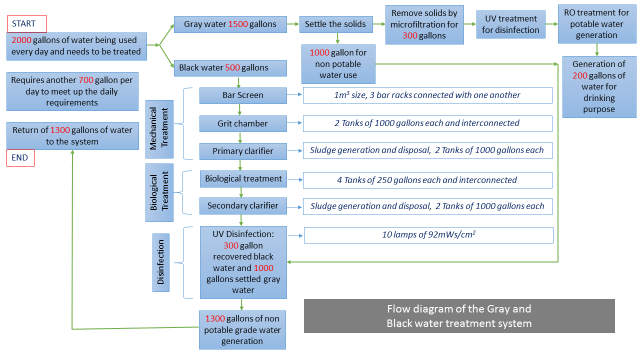 START
2000 gallons of water being used
every day and needs to be treated
Gray water 1500 gallons
Settle the solids
Remove solids by
microfiltration for
300 gallons
UV treatment
for disinfection
RO treatment for
potable water
generation
Black water 500 gallons
1000 gallon for
non potable
water use
Generation of
200 gallons of
water for
drinking
purpose
Requires another 700 gallon per
day to meet up the daily
requirements
Return of 1300 gallons of water
to the system
END
Mechanical
Treatment
Bar Screen
1m³ size, 3 bar racks connected with one another
Grit chamber
2 Tanks of 1000 gallons each and interconnected
Primary clarifier
Sludge generation and disposal, 2 Tanks of 1000 gallons each
Biological
Treatment
Biological treatment
4 Tanks of 250 gallons each and interconnected
Secondary clarifier
Sludge generation and disposal, 2 Tanks of 1000 gallons each
Disinfection
UV Disinfection:
300 gallon
recovered black
water and 1000
gallons settled gray
water
10 lamps of 92mWs/cm²
1300 gallons of non
potable grade water
generation
Flow diagram of the Gray and
Black water treatment system